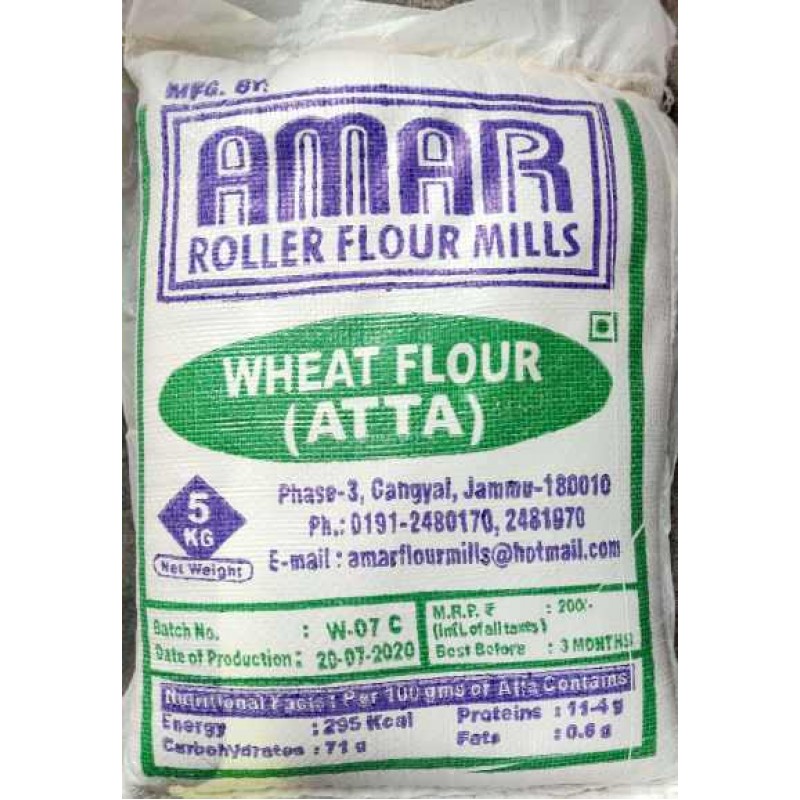 MFG. BY:
AMAR
ROLLER FLOUR MILLS
WHEAT FLOUR
(ATTA)
5
KG
Net Weight
Phase-3, Gangyal, Jammu-180010
Ph.: 0191-2480170, 2481970
E-mail : amarflourmills@hotmail.com
Batch No. : W-07 C
Date of Production : 20-07-2020
M.R.P. ₹ : 200/-
(Incl. of all taxes)
Best Before : 3 MONTHS
Nutritional Facts : Per 100 gms of Atta Contains
Energy : 295 Kcal
Carbohydrates : 71 g
Proteins : 11.4 g
Fats : 0.6 g